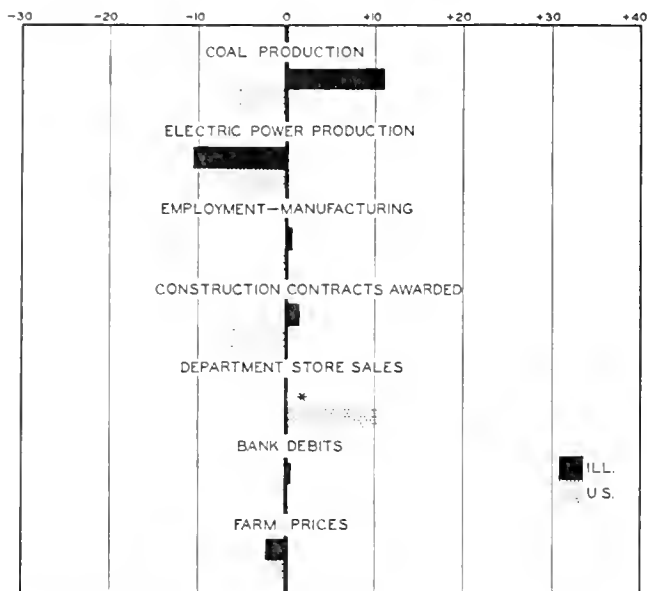 -30 -20 -10 0 +10 +20 +30 +40
COAL PRODUCTION
ELECTRIC POWER PRODUCTION
EMPLOYMENT—MANUFACTURING
CONSTRUCTION CONTRACTS AWARDED
DEPARTMENT STORE SALES
*
BANK DEBITS
ILL.
U.S.
FARM PRICES